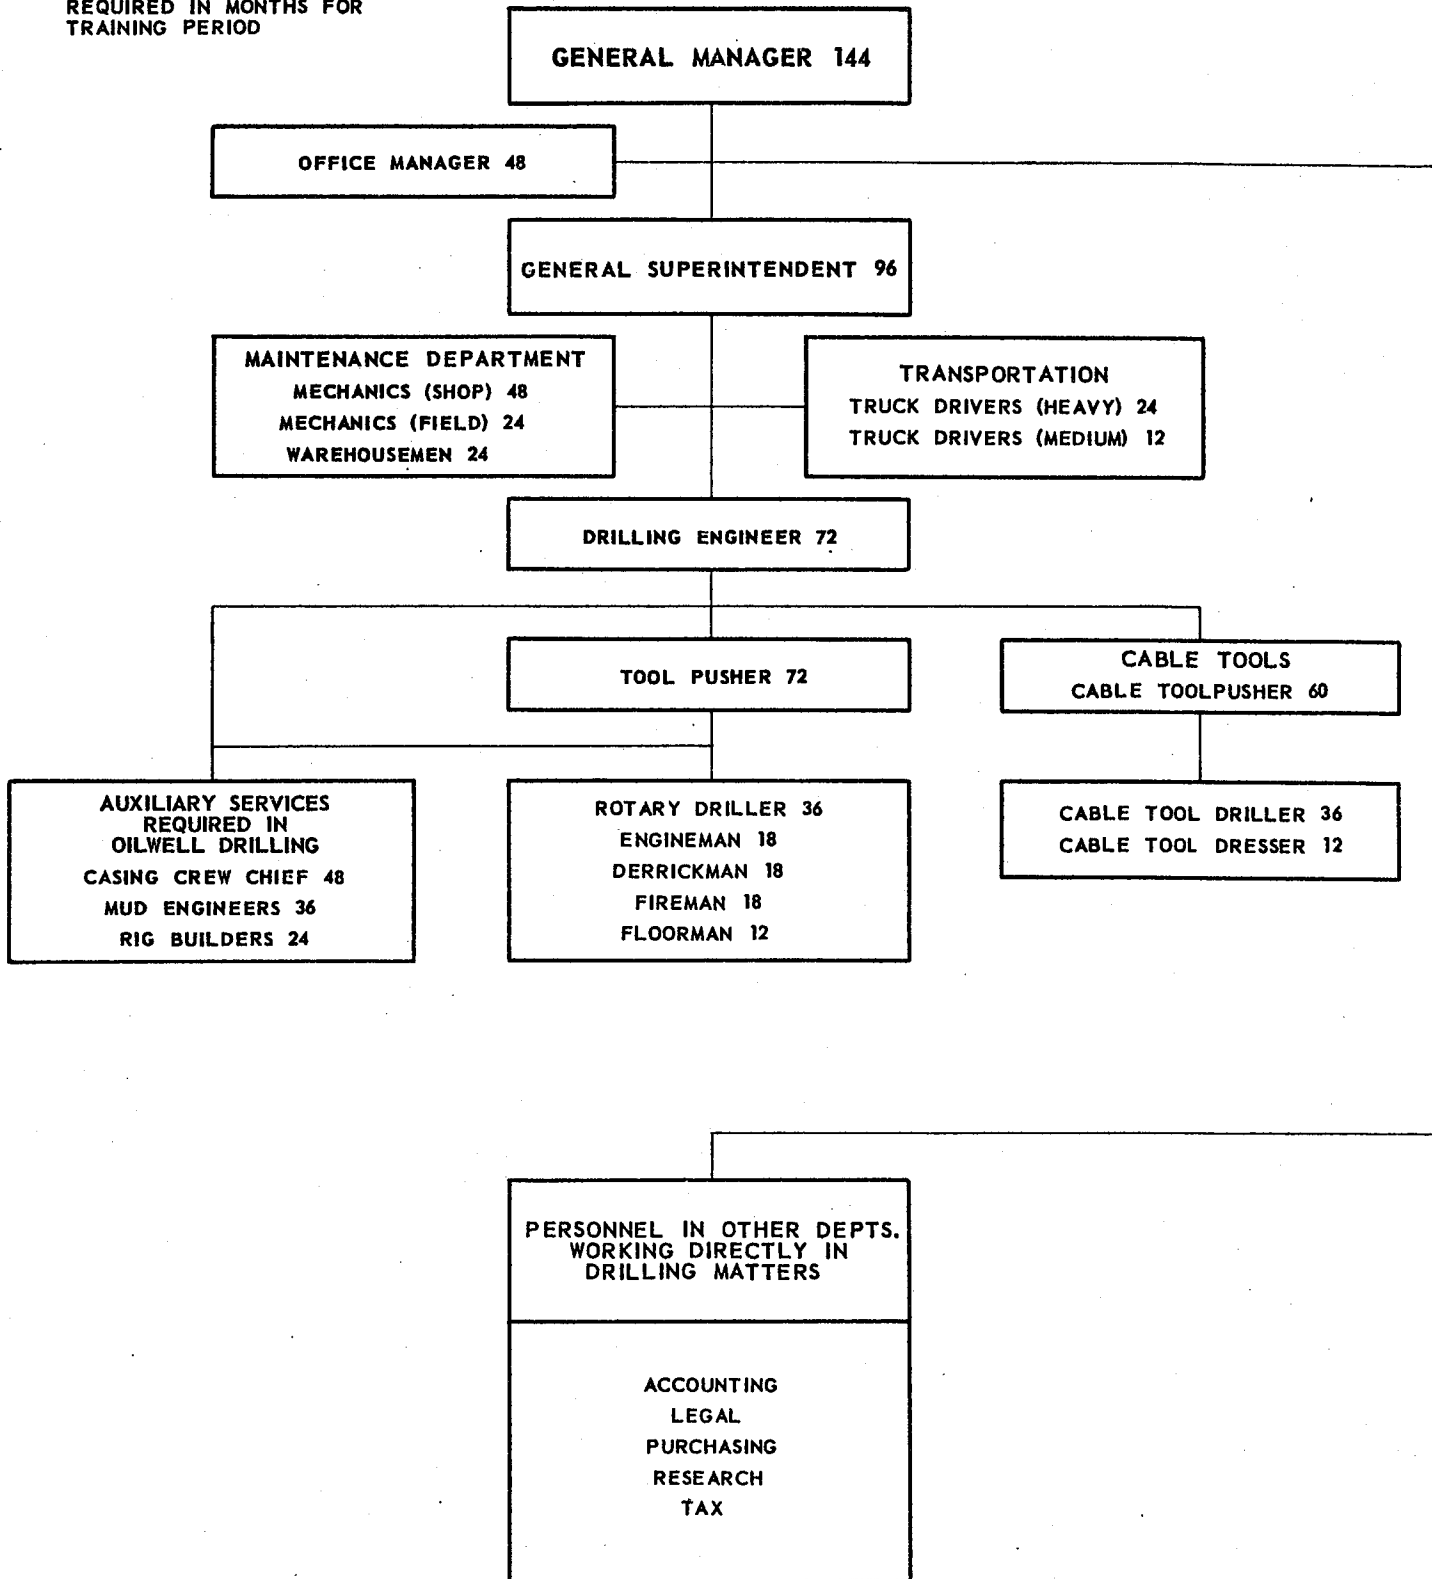 REQUIRED IN MONTHS FOR
TRAINING PERIOD
GENERAL MANAGER 144
OFFICE MANAGER 48
GENERAL SUPERINTENDENT 96
MAINTENANCE DEPARTMENT
MECHANICS (SHOP) 48
MECHANICS (FIELD) 24
WAREHOUSEMEN 24
TRANSPORTATION
TRUCK DRIVERS (HEAVY) 24
TRUCK DRIVERS (MEDIUM) 12
DRILLING ENGINEER 72
TOOL PUSHER 72
CABLE TOOLS
CABLE TOOLPUSHER 60
AUXILIARY SERVICES
REQUIRED IN
OILWELL DRILLING
CASING CREW CHIEF 48
MUD ENGINEERS 36
RIG BUILDERS 24
ROTARY DRILLER 36
ENGINEMAN 18
DERRICKMAN 18
FIREMAN 18
FLOORMAN 12
CABLE TOOL DRILLER 36
CABLE TOOL DRESSER 12
PERSONNEL IN OTHER DEPTS.
WORKING DIRECTLY IN
DRILLING MATTERS
ACCOUNTING
LEGAL
PURCHASING
RESEARCH
TAX